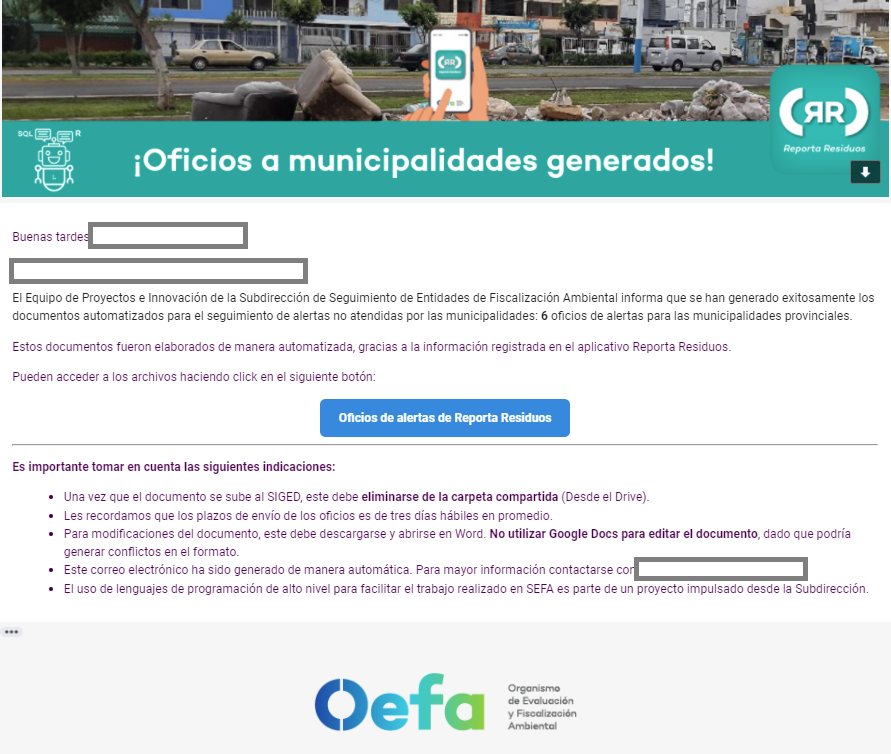 SQL
R
L
ЯR
¡Oficios a municipalidades generados!
ЯR
Reporta Residuos
Buenas tardes
El Equipo de Proyectos e Innovación de la Subdirección de Seguimiento de Entidades de Fiscalización Ambiental informa que se han generado exitosamente los
documentos automatizados para el seguimiento de alertas no atendidas por las municipalidades: 6 oficios de alertas para las municipalidades provinciales.
Estos documentos fueron elaborados de manera automatizada, gracias a la información registrada en el aplicativo Reporta Residuos.
Pueden acceder a los archivos haciendo click en el siguiente botón:
Oficios de alertas de Reporta Residuos
Es importante tomar en cuenta las siguientes indicaciones:
• Una vez que el documento se sube al SIGED, este debe eliminarse de la carpeta compartida (Desde el Drive).
• Les recordamos que los plazos de envío de los oficios es de tres días hábiles en promedio.
• Para modificaciones del documento, este debe descargarse y abrirse en Word. No utilizar Google Docs para editar el documento, dado que podría
generar conflictos en el formato.
• Este correo electrónico ha sido generado de manera automática. Para mayor información contactarse con
• El uso de lenguajes de programación de alto nivel para facilitar el trabajo realizado en SEFA es parte de un proyecto impulsado desde la Subdirección.
Oefa
Organismo
de Evaluación
y Fiscalización
Ambiental